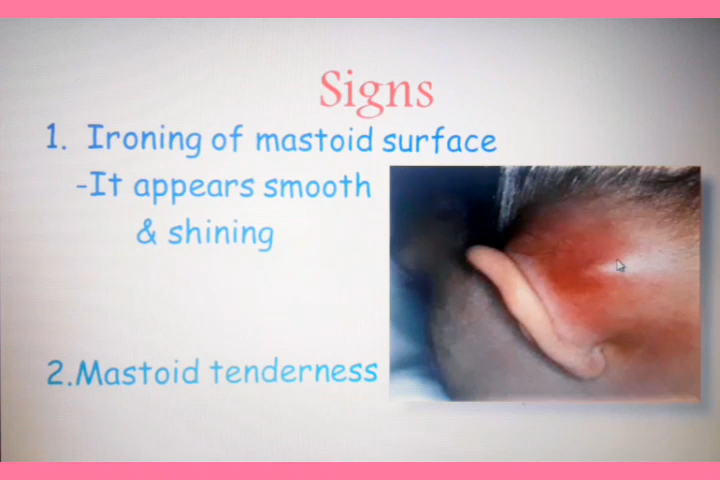 Signs
1. Ironing of mastoid surface
-It appears smooth
& shining
2.Mastoid tenderness